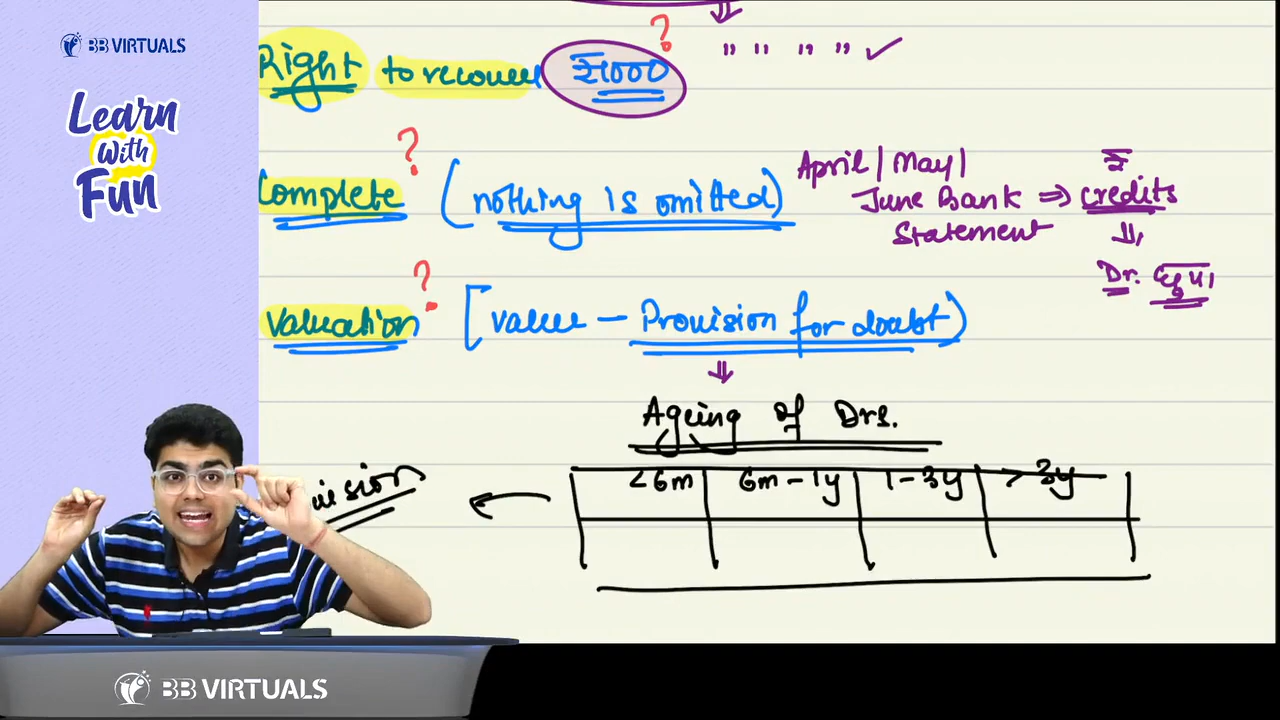 BB VIRTUALS
Learn
with
Fun
Right to recover ₹1000 ?
" " " " ✓
Complete ? (nothing is omitted)
April/May/
June Bank ⇒ credits
Statement
₹
Dr.
Valuation ? [value – Provision for doubt)
Ageing of Drs.
<6m 6m-1y 1-3y >3y
BB VIRTUALS